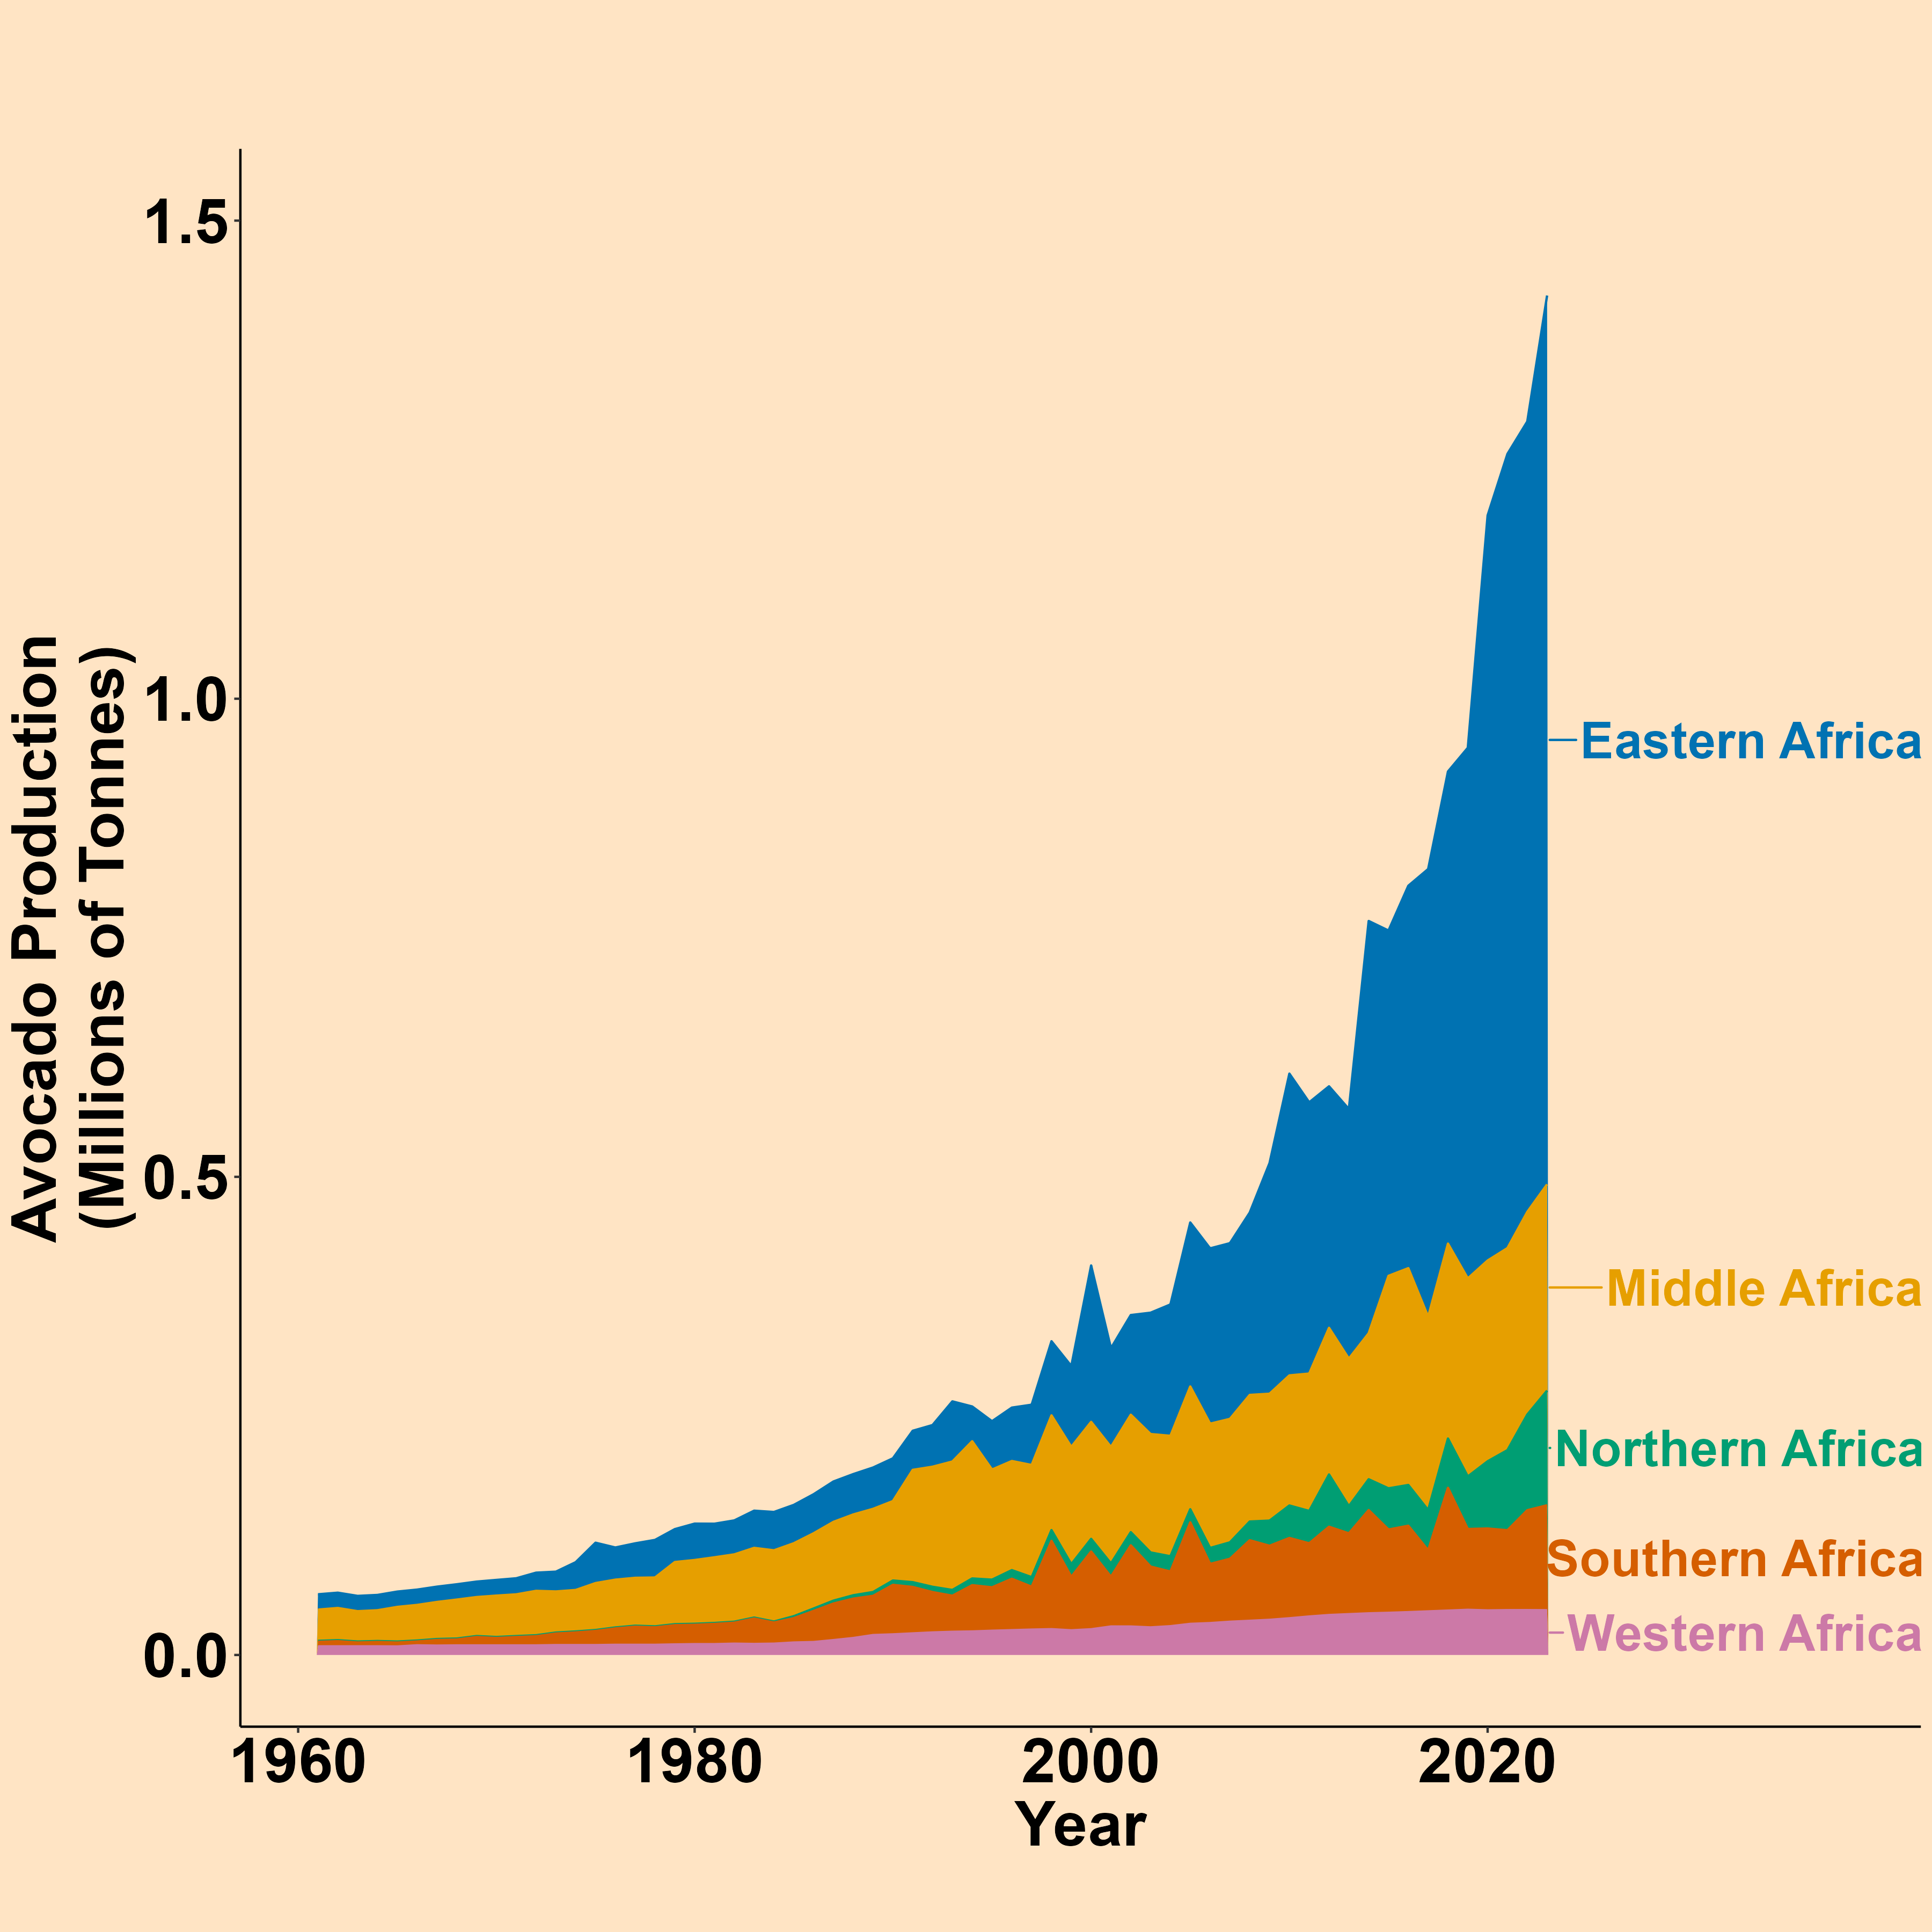 Avocado Production
(Millions of Tonnes)
1.5
1.0
0.5
0.0
1960
1980
2000
2020
Year
Eastern Africa
Middle Africa
Northern Africa
Southern Africa
Western Africa